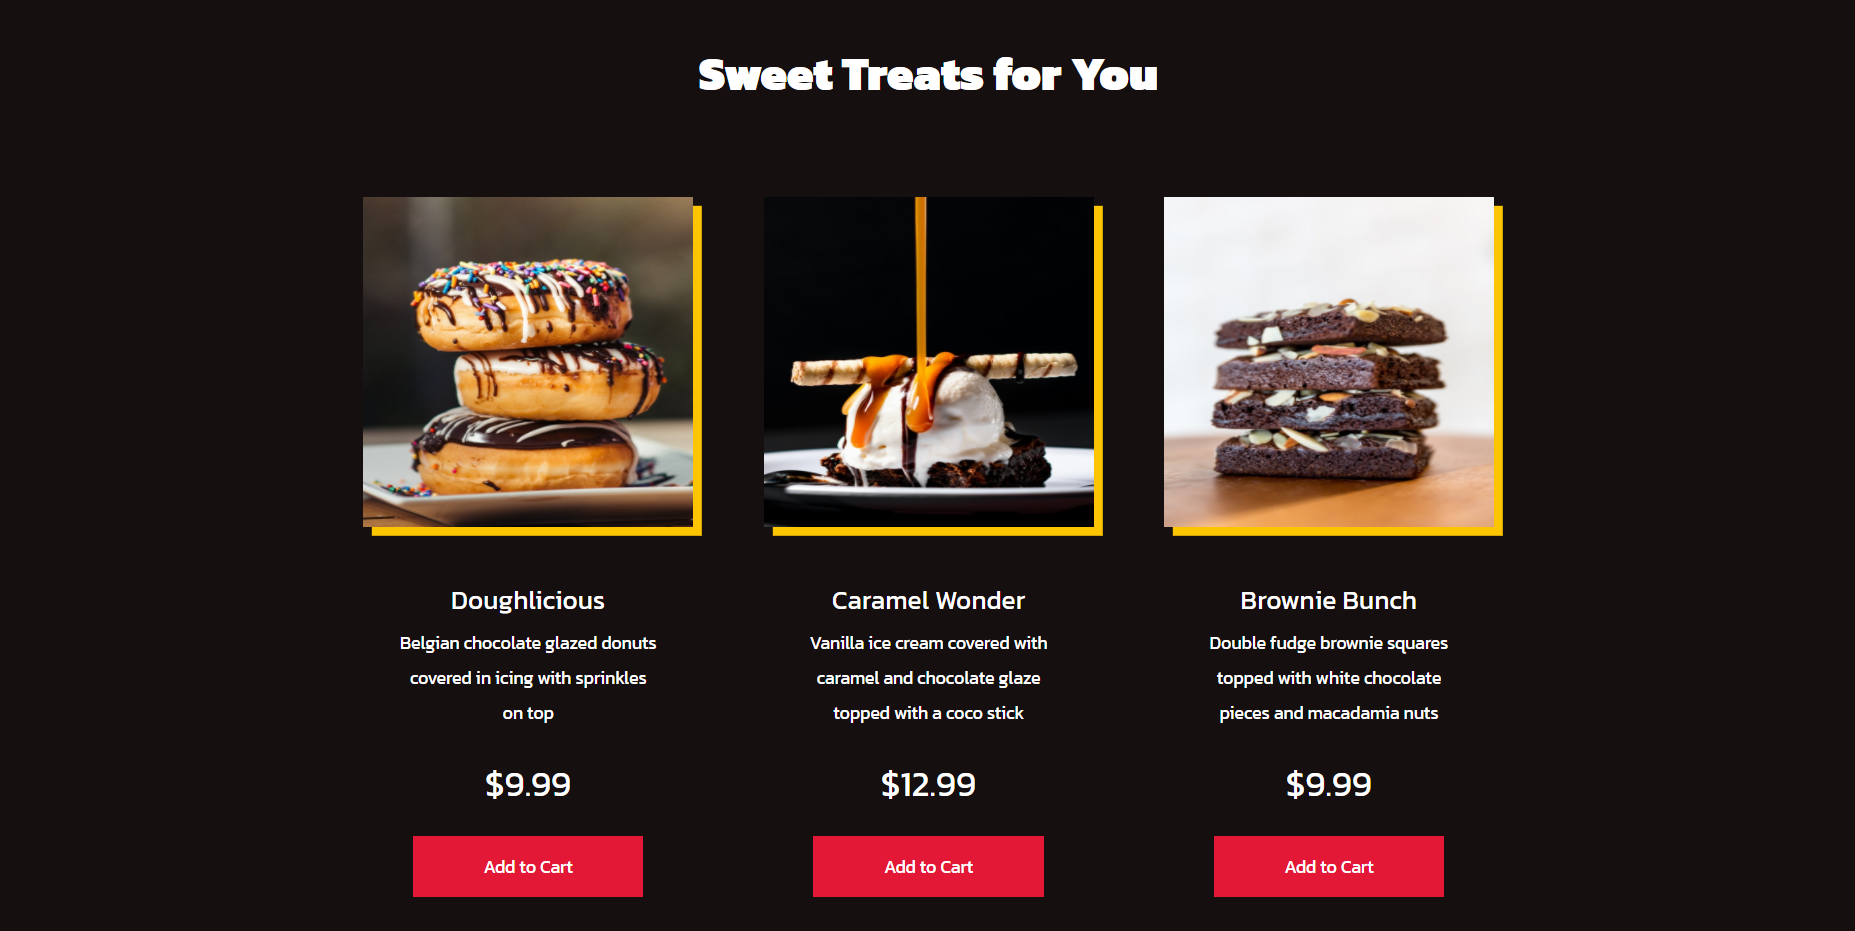 Sweet Treats for You
Doughlicious
Belgian chocolate glazed donuts
covered in icing with sprinkles
on top
$9.99
Add to Cart
Caramel Wonder
Vanilla ice cream covered with
caramel and chocolate glaze
topped with a coco stick
$12.99
Add to Cart
Brownie Bunch
Double fudge brownie squares
topped with white chocolate
pieces and macadamia nuts
$9.99
Add to Cart